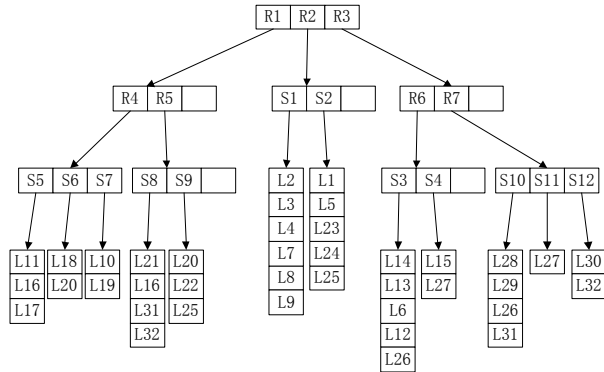 R1 R2 R3
R4 R5
S1 S2
R6 R7
S5 S6 S7
S8 S9
S3 S4
S10 S11 S12
L11
L16
L17
L18
L20
L10
L19
L21
L16
L31
L32
L20
L22
L25
L2
L3
L4
L7
L8
L9
L1
L5
L23
L24
L25
L14
L13
L6
L12
L26
L15
L27
L28
L29
L26
L31
L27
L30
L32